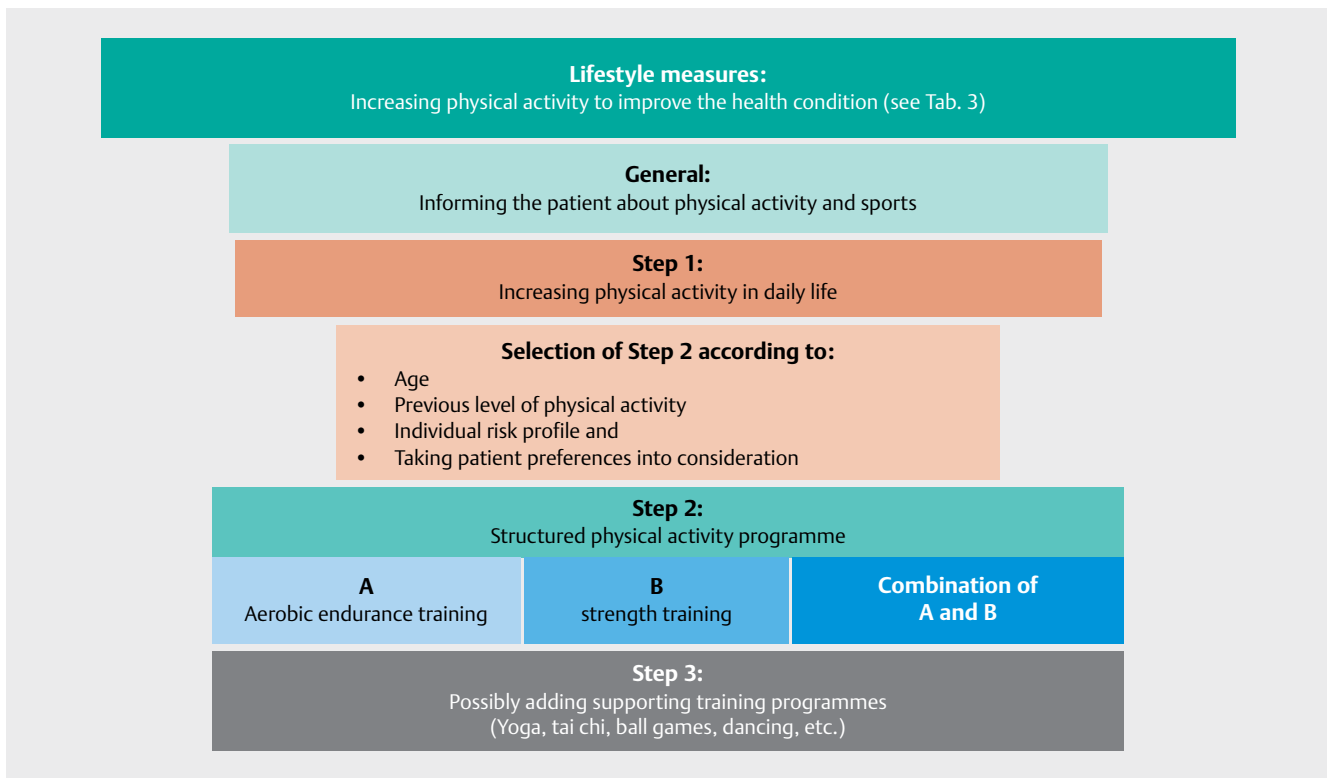 Lifestyle measures:
Increasing physical activity to improve the health condition (see Tab. 3)
General:
Informing the patient about physical activity and sports
Step 1:
Increasing physical activity in daily life
Selection of Step 2 according to:
• Age
• Previous level of physical activity
• Individual risk profile and
• Taking patient preferences into consideration
Step 2:
Structured physical activity programme
A
Aerobic endurance training
B
strength training
Combination of
A and B
Step 3:
Possibly adding supporting training programmes
(Yoga, tai chi, ball games, dancing, etc.)